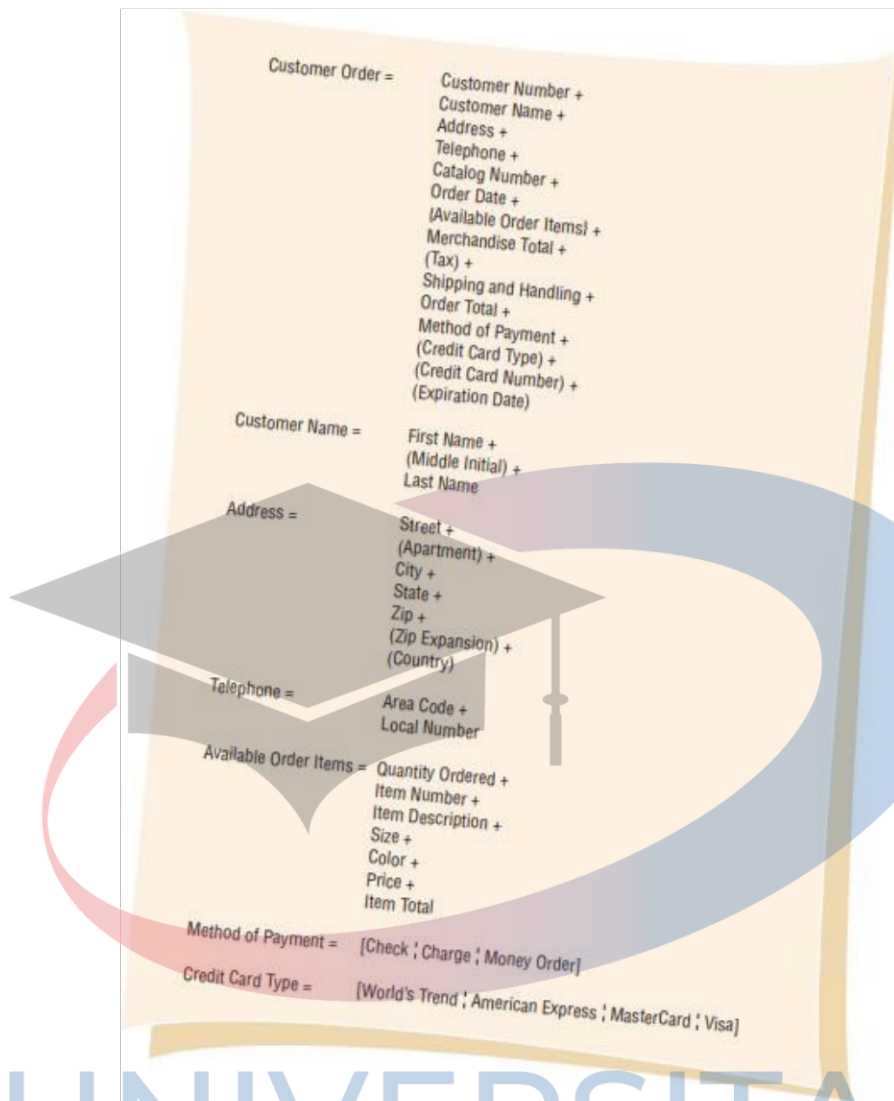 Customer Order = Customer Number +
Customer Name +
Address +
Telephone +
Catalog Number +
Order Date +
{Available Order Items} +
Merchandise Total +
(Tax) +
Shipping and Handling +
Order Total +
Method of Payment +
(Credit Card Type) +
(Credit Card Number) +
(Expiration Date)
Customer Name = First Name +
(Middle Initial) +
Last Name
Address = Street +
(Apartment) +
City +
State +
Zip +
(Zip Expansion) +
(Country)
Telephone = Area Code +
Local Number
Available Order Items = Quantity Ordered +
Item Number +
Item Description +
Size +
Color +
Price +
Item Total
Method of Payment = [Check ¦ Charge ¦ Money Order]
Credit Card Type = [World's Trend ¦ American Express ¦ MasterCard ¦ Visa]
UNIVERSITA